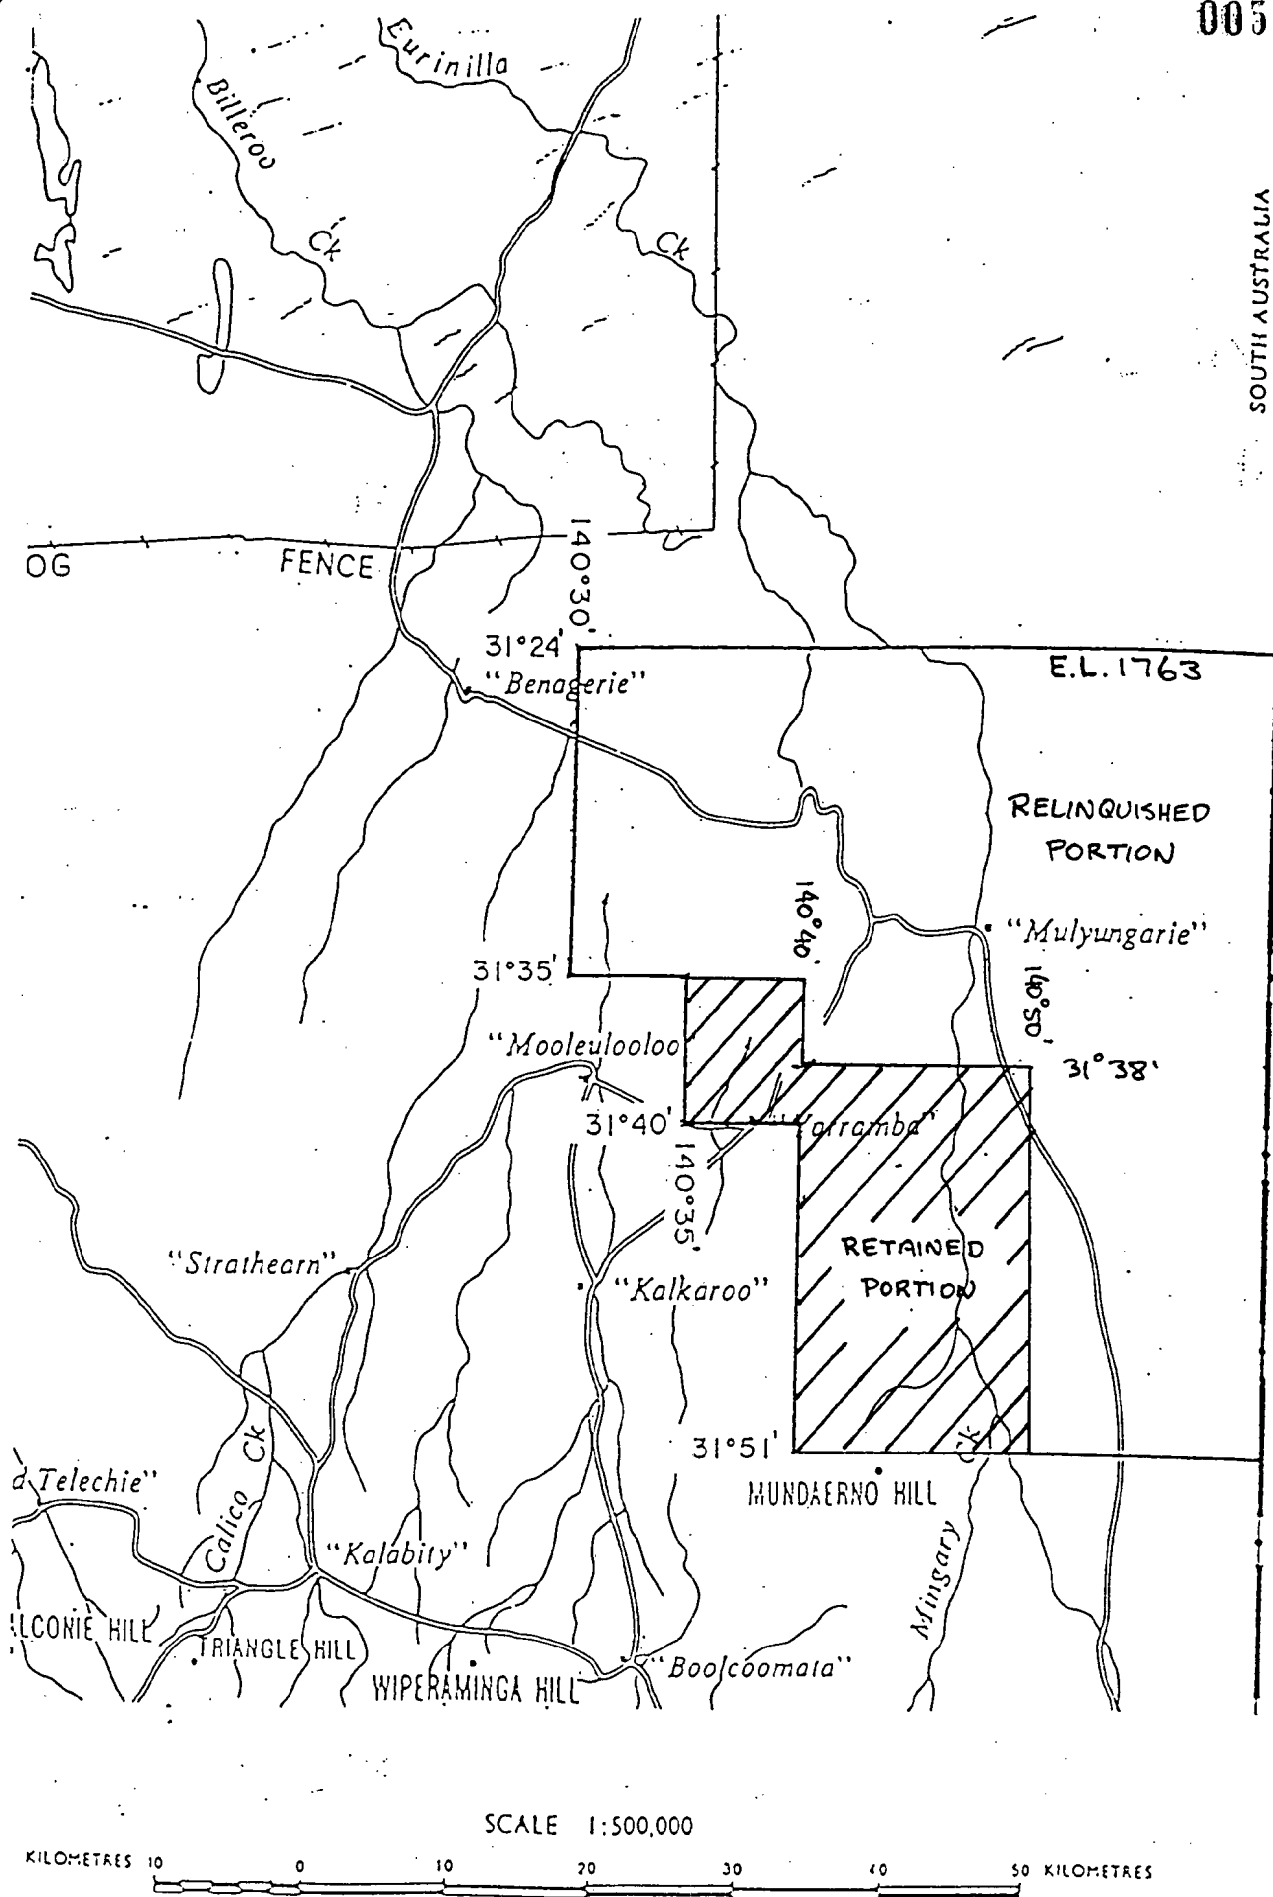 005
Eurinilla
Billeroo
Ck
Ck
SOUTH AUSTRALIA
OG
FENCE
140°30'
31°24'
"Benagerie"
E.L. 1763
RELINQUISHED
PORTION
140°40'
"Mulyungarie"
31°35'
140°50'
"Mooleulooloo
31°38'
31°40'
"Yarramba"
140°35'
"Strathearn"
RETAINED
PORTION
"Kalkaroo"
31°51'
Ck
Ck
d Telechie"
MUNDAERNO HILL
Calico
"Kalabity"
Mingary
LCONIE HILL
TRIANGLE HILL
"Boolcoomata"
WIPERAMINGA HILL
SCALE 1:500,000
KILOMETRES 10 0 10 20 30 40 50 KILOMETRES